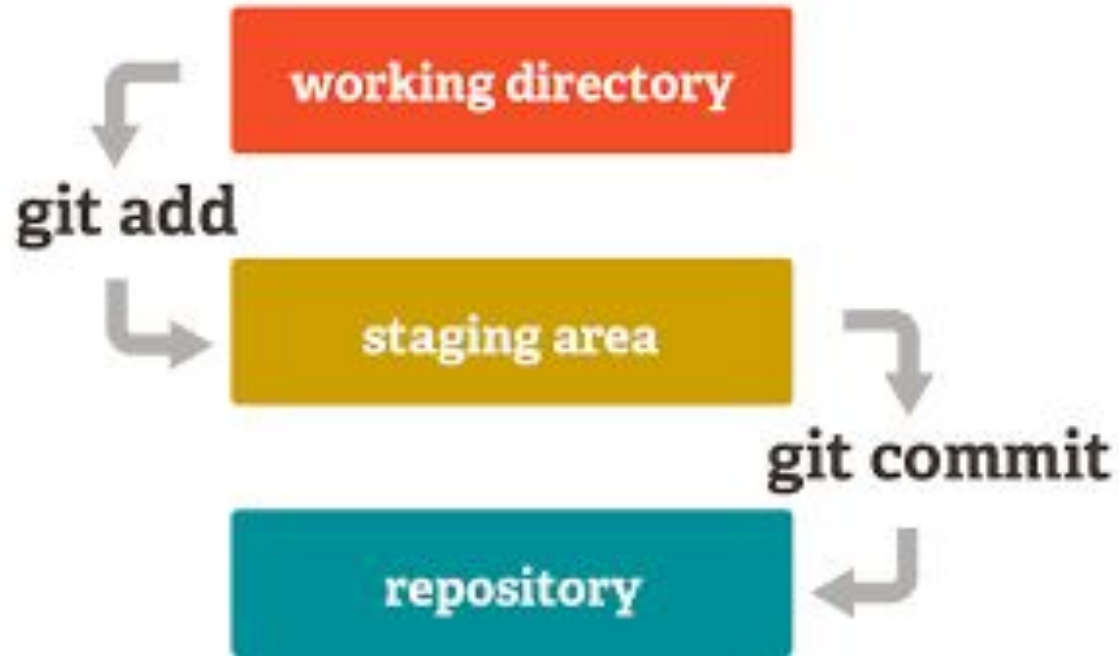 working directory
git add
staging area
git commit
repository